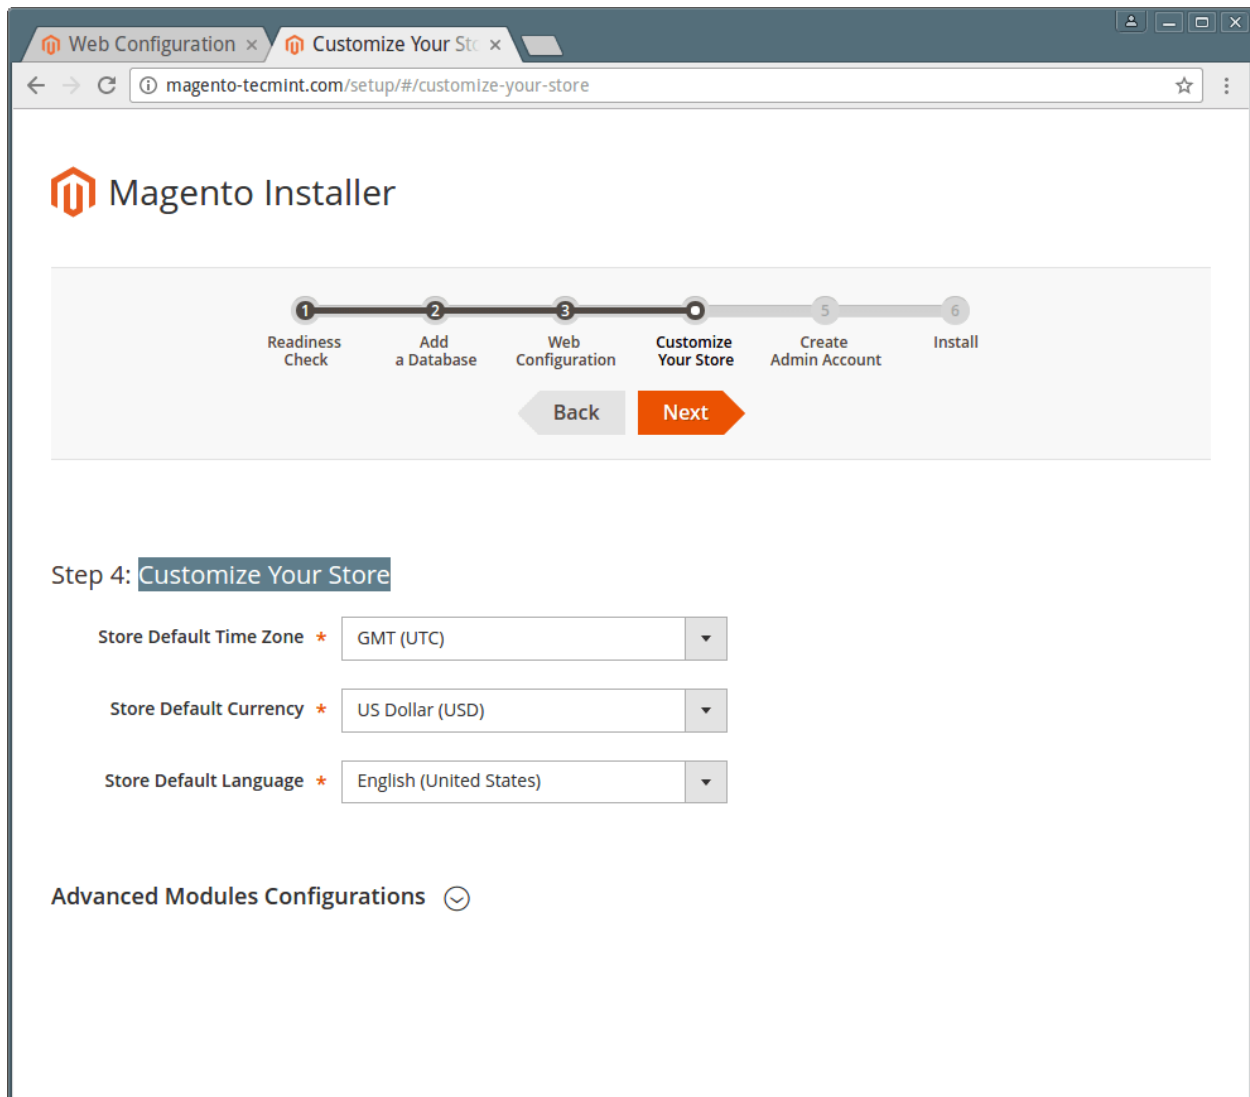 Web Configuration
Customize Your Sto
magento-tecmint.com/setup/#/customize-your-store
Magento Installer
1
2
3
5
6
Readiness
Check
Add
a Database
Web
Configuration
Customize
Your Store
Create
Admin Account
Install
Back
Next
Step 4: Customize Your Store
Store Default Time Zone *
GMT (UTC)
Store Default Currency *
US Dollar (USD)
Store Default Language *
English (United States)
Advanced Modules Configurations